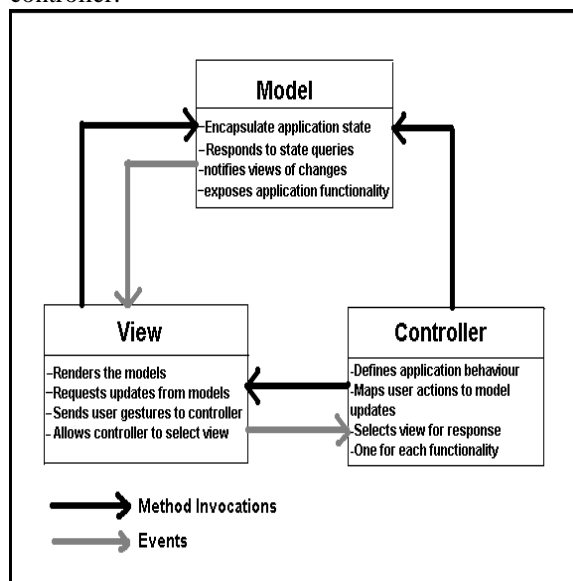 controller.
Model
-Encapsulate application state
-Responds to state queries
-notifies views of changes
-exposes application functionality
View
-Renders the models
-Requests updates from models
-Sends user gestures to controller
-Allows controller to select view
Controller
-Defines application behaviour
-Maps user actions to model
updates
-Selects view for response
-One for each functionality
Method Invocations
Events